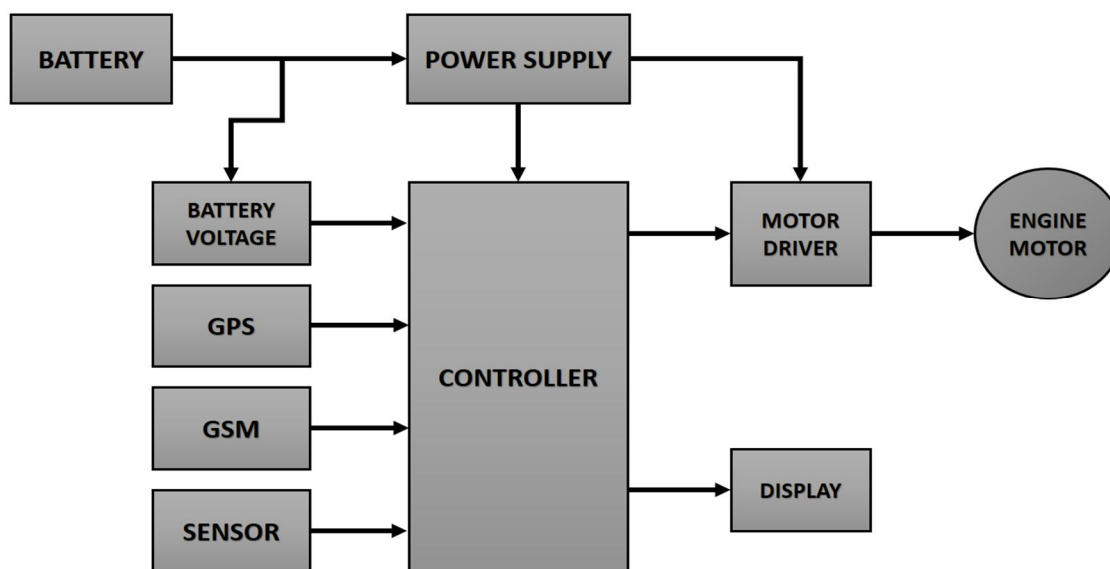 BATTERY
POWER SUPPLY
BATTERY
VOLTAGE
MOTOR
DRIVER
ENGINE
MOTOR
GPS
CONTROLLER
GSM
DISPLAY
SENSOR